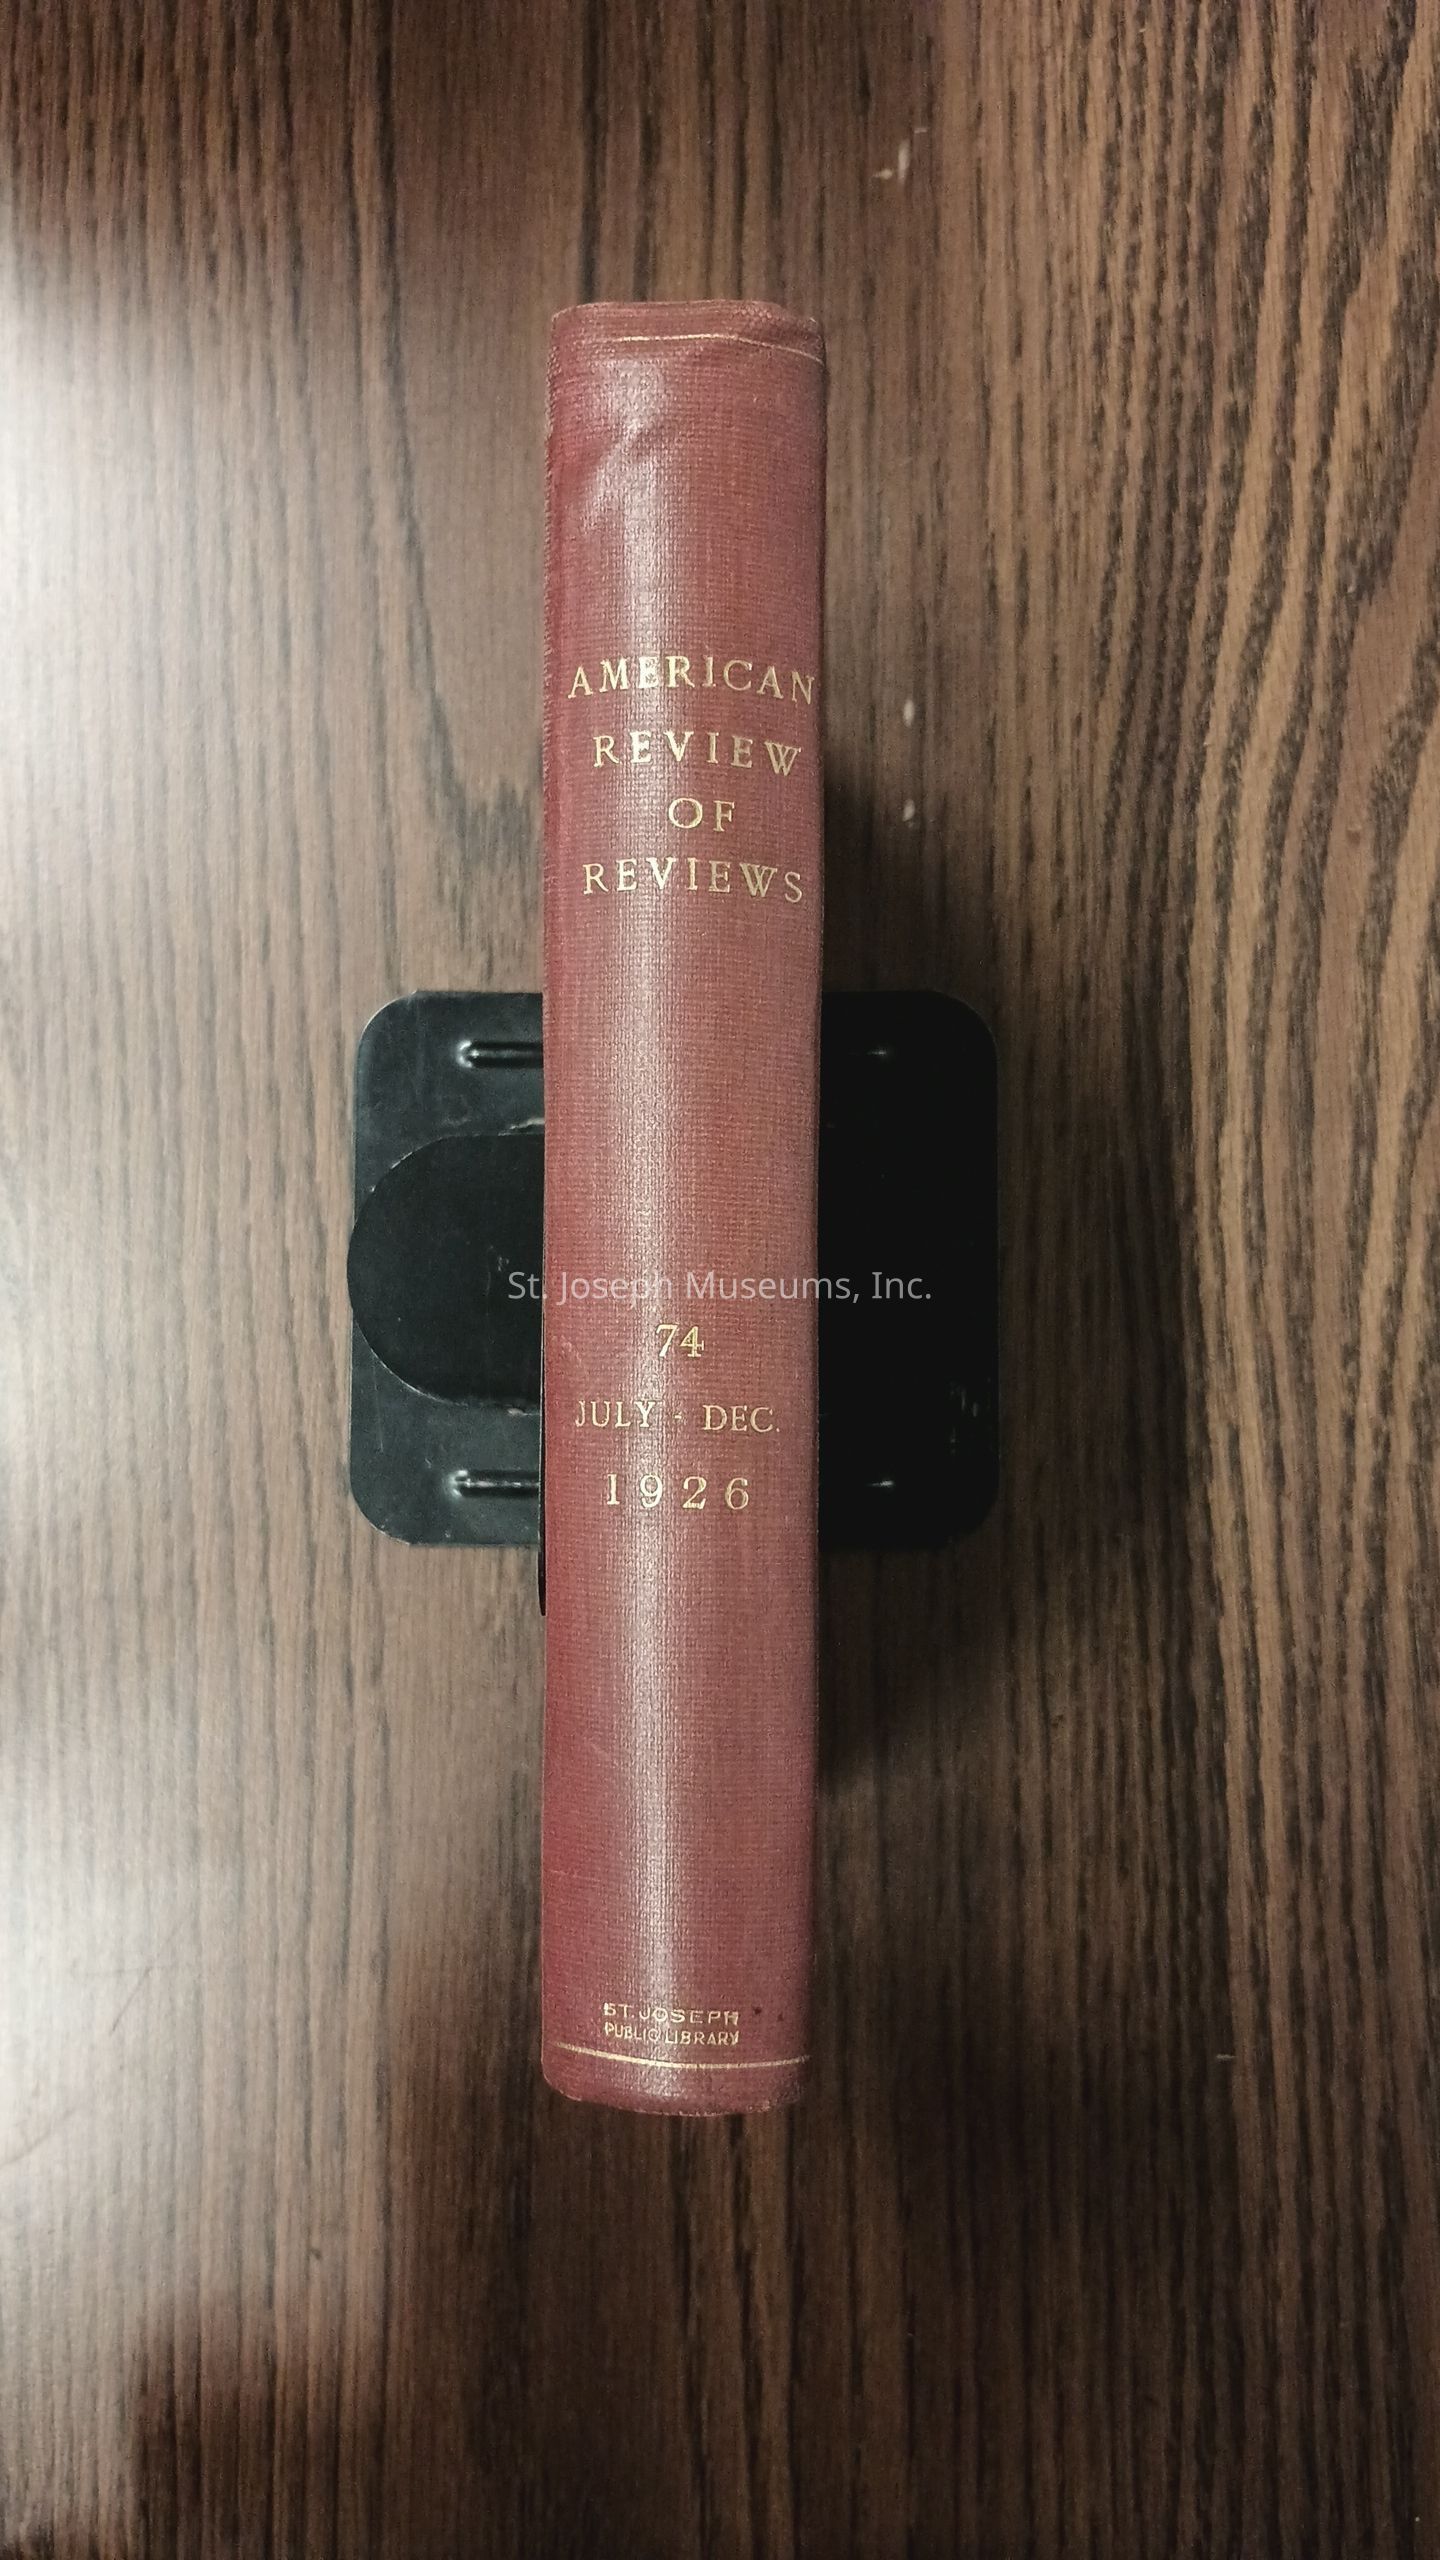 AMERICAN
REVIEW
OF
REVIEWS
St. Joseph Museums, Inc.
74
JULY - DEC.
1926
ST. JOSEPH
PUBLIC LIBRARY